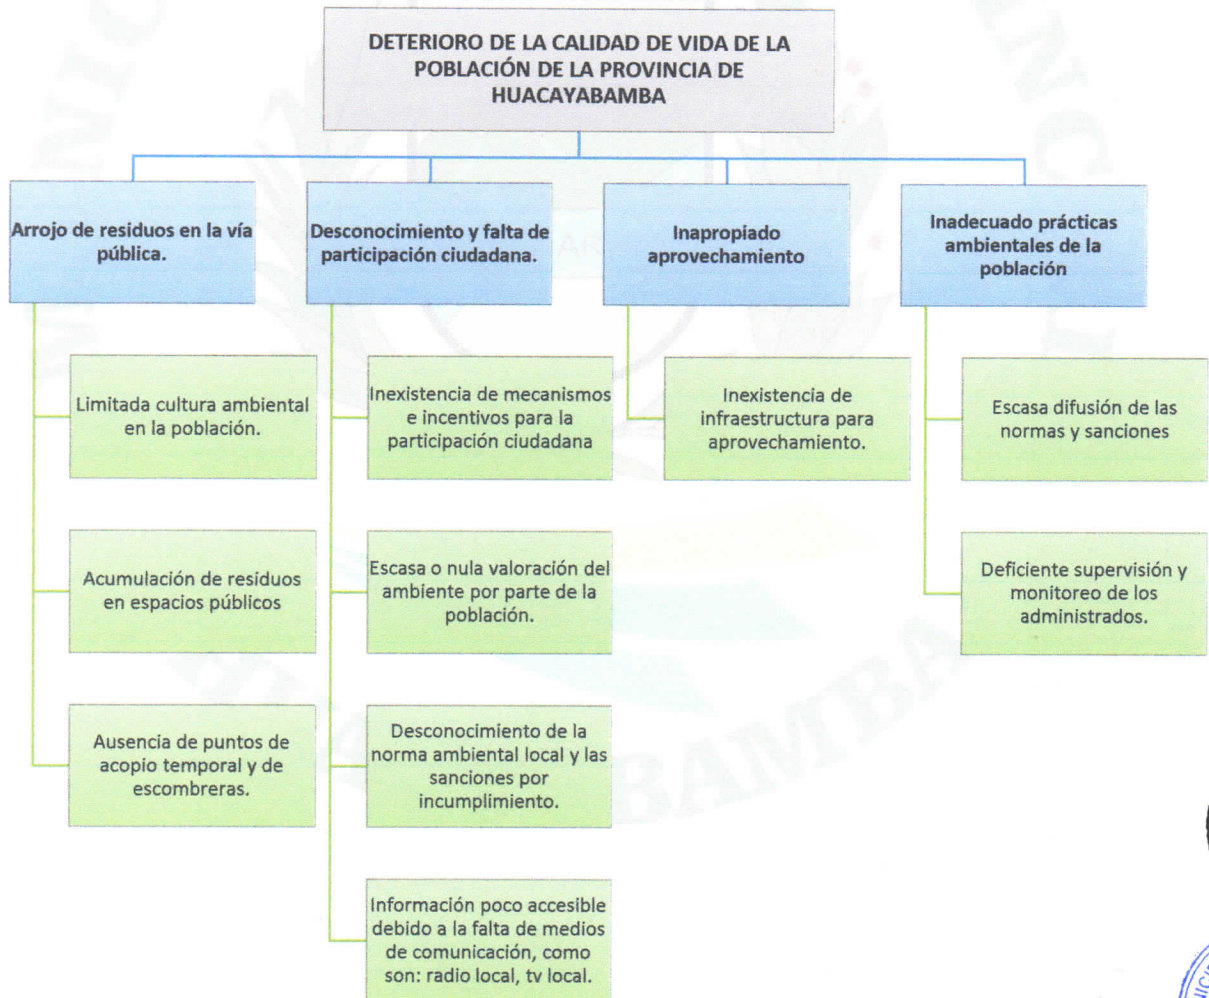 DETERIORO DE LA CALIDAD DE VIDA DE LA
POBLACIÓN DE LA PROVINCIA DE
HUACAYABAMBA
Arrojo de residuos en la vía
pública.
Desconocimiento y falta de
participación ciudadana.
Inapropiado
aprovechamiento
Inadecuado prácticas
ambientales de la
población
Limitada cultura ambiental
en la población.
Acumulación de residuos
en espacios públicos
Ausencia de puntos de
acopio temporal y de
escombreras.
Inexistencia de mecanismos
e incentivos para la
participación ciudadana
Escasa o nula valoración del
ambiente por parte de la
población.
Desconocimiento de la
norma ambiental local y las
sanciones por
incumplimiento.
Información poco accesible
debido a la falta de medios
de comunicación, como
son: radio local, tv local.
Inexistencia de
infraestructura para
aprovechamiento.
Escasa difusión de las
normas y sanciones
Deficiente supervisión y
monitoreo de los
administrados.